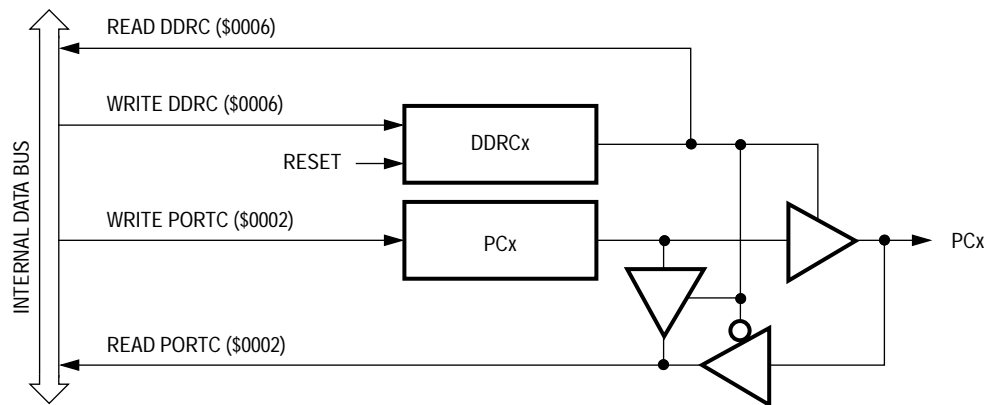 READ DDRC ($0006)
WRITE DDRC ($0006)
DDRCx
RESET
INTERNAL DATA BUS
WRITE PORTC ($0002)
PCx
PCx
READ PORTC ($0002)